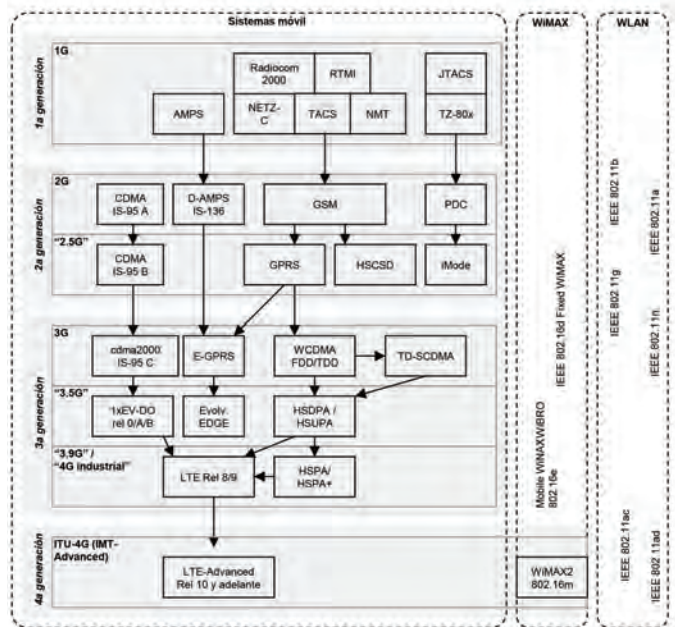 Sistemas móvil
WiMAX
WLAN
1a generación
1G
Radiocom
2000
RTMI
JTACS
AMPS
NETZ-
C
TACS
NMT
TZ-80x
2a generación
2G
CDMA
IS-95 A
D-AMPS
IS-136
GSM
PDC
"2.5G"
CDMA
IS-95 B
GPRS
HSCSD
iMode
3a generación
3G
cdma2000
IS-95 C
E-GPRS
WCDMA
FDD/TDD
TD-SCDMA
"3.5G"
1xEV-DO
rel 0/A/B
Evolv.
EDGE
HSDPA /
HSUPA
"3,9G" /
"4G industrial"
LTE Rel 8/9
HSPA/
HSPA+
4a generación
ITU-4G (IMT-
Advanced)
LTE-Advanced
Rel 10 y adelante
IEEE 802.16d Fixed WiMAX
Mobile WiNAXWiBRO
802.16e
WiMAX2
802.16m
IEEE 802.11b
IEEE 802.11a
IEEE 802.11g
IEEE 802.11n
IEEE 802.11ac
IEEE 802.11ad